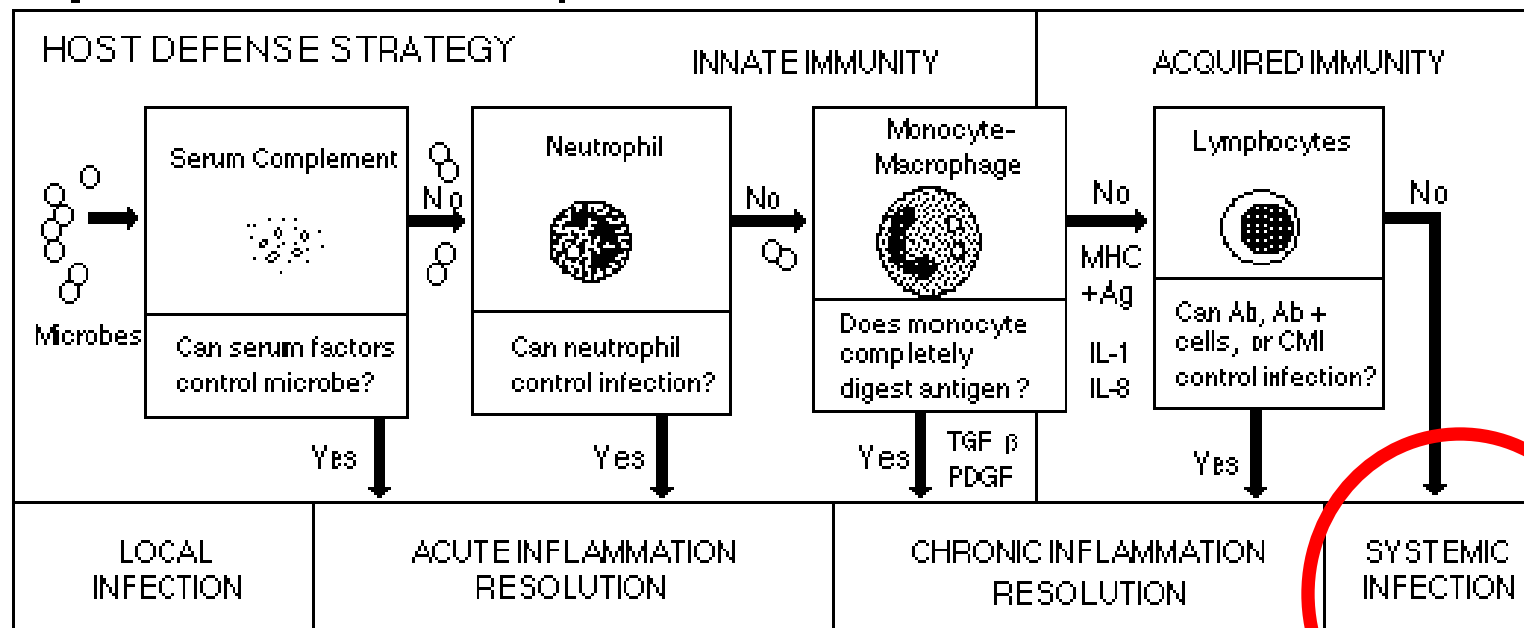 HOST DEFENSE STRATEGY
INNATE IMMUNITY
ACQUIRED IMMUNITY
Microbes
Serum Complement
Can serum factors
control microbe?
No
Yes
Neutrophil
Can neutrophil
control infection?
No
Yes
Monocyte-
Macrophage
Does monocyte
completely
digest antigen ?
Yes
TGF β
PDGF
No
MHC
+Ag
IL-1
IL-8
Lymphocytes
Can Ab, Ab +
cells, or CMI
control infection?
Yes
No
LOCAL
INFECTION
ACUTE INFLAMMATION
RESOLUTION
CHRONIC INFLAMMATION
RESOLUTION
SYSTEMIC
INFECTION